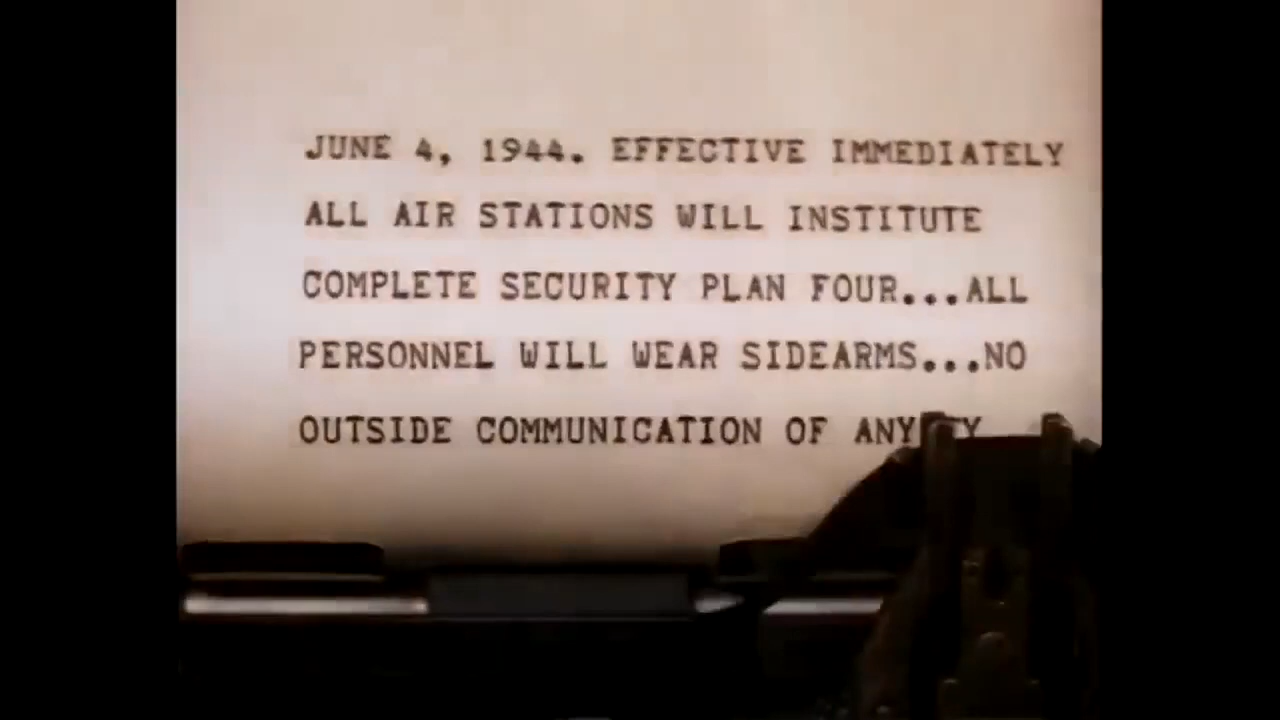 JUNE 4, 1944. EFFECTIVE IMMEDIATELY
ALL AIR STATIONS WILL INSTITUTE
COMPLETE SECURITY PLAN FOUR...ALL
PERSONNEL WILL WEAR SIDEARMS...NO
OUTSIDE COMMUNICATION OF ANY